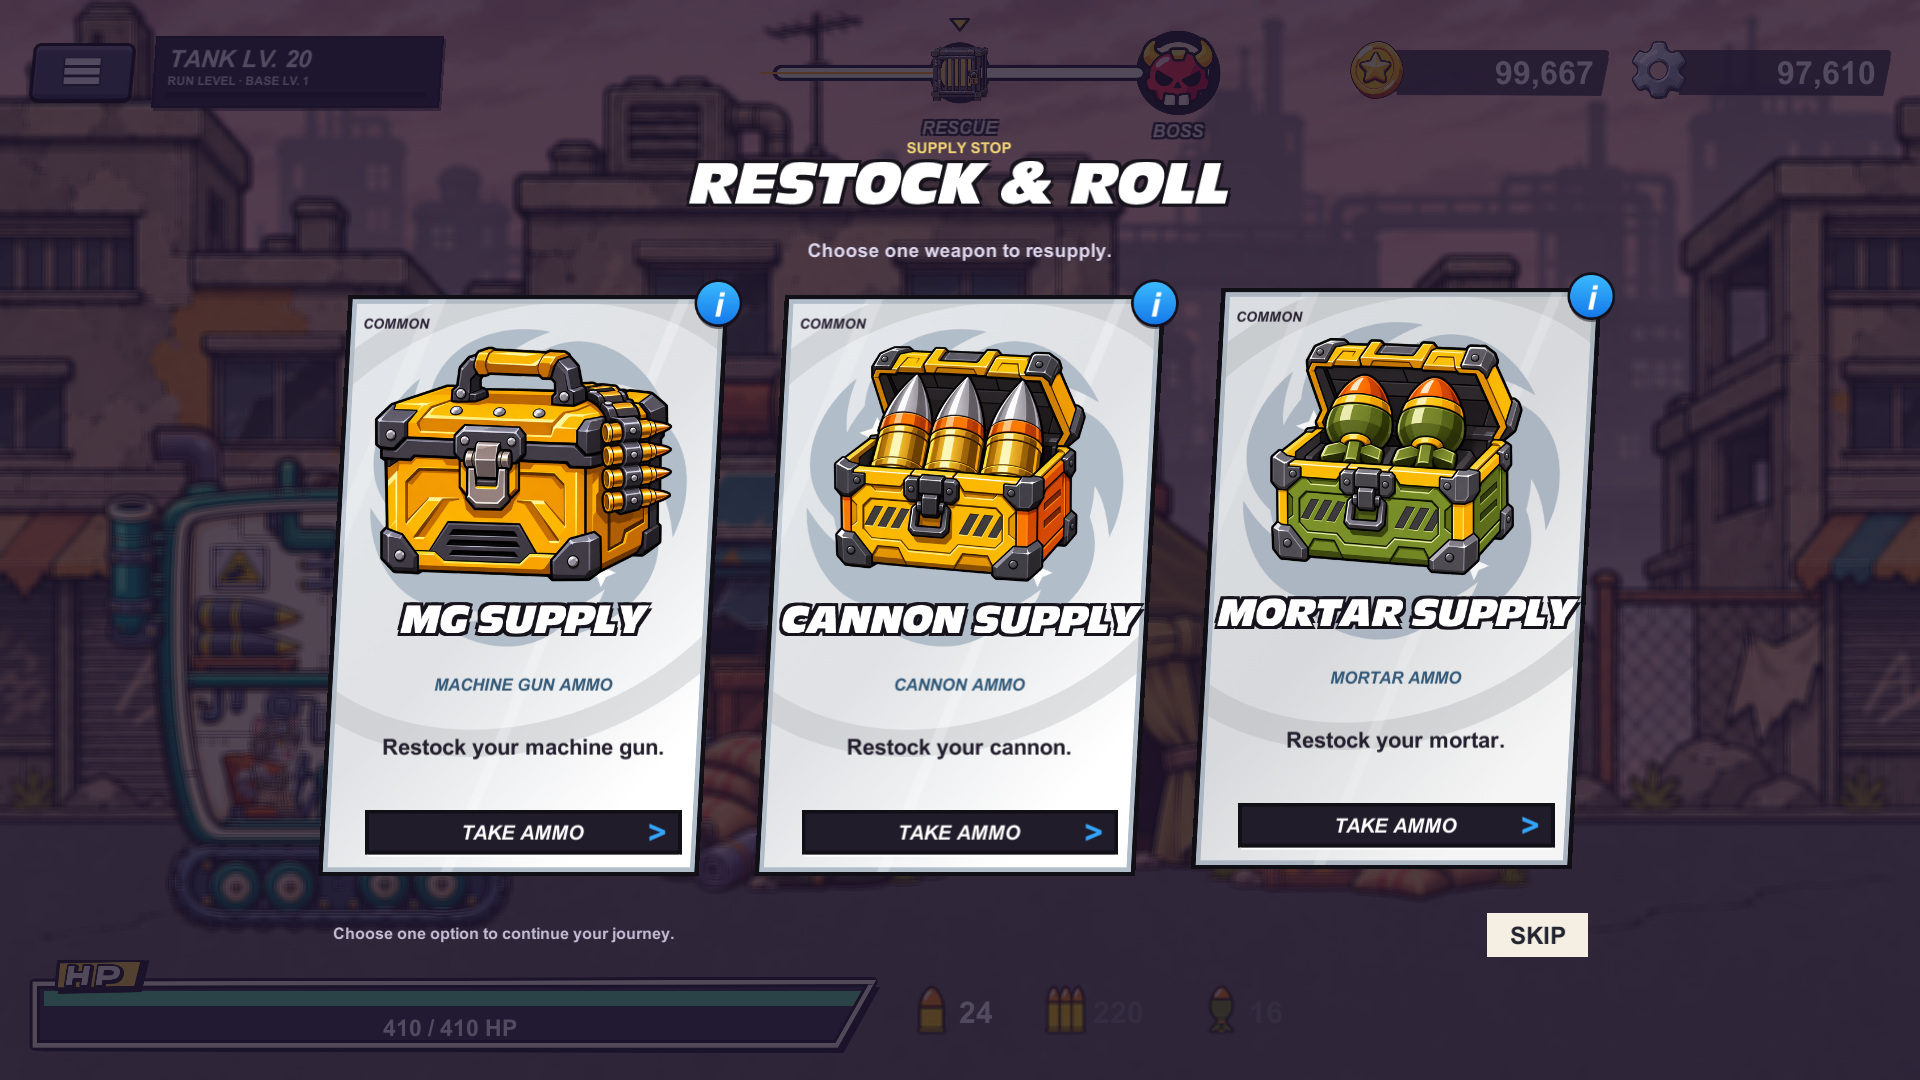 TANK LV. 20
RUN LEVEL · BASE LV. 1
99,667
97,610
RESCUE
BOSS
SUPPLY STOP
RESTOCK & ROLL
Choose one weapon to resupply.
COMMON
i
MG SUPPLY
MACHINE GUN AMMO
Restock your machine gun.
TAKE AMMO >
COMMON
i
CANNON SUPPLY
CANNON AMMO
Restock your cannon.
TAKE AMMO >
COMMON
i
MORTAR SUPPLY
MORTAR AMMO
Restock your mortar.
TAKE AMMO >
Choose one option to continue your journey.
SKIP
HP
410 / 410 HP
24
220
16